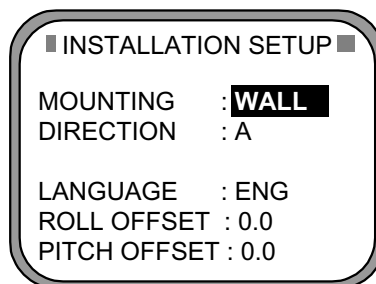 INSTALLATION SETUP
MOUNTING : WALL
DIRECTION : A
LANGUAGE : ENG
ROLL OFFSET : 0.0
PITCH OFFSET : 0.0